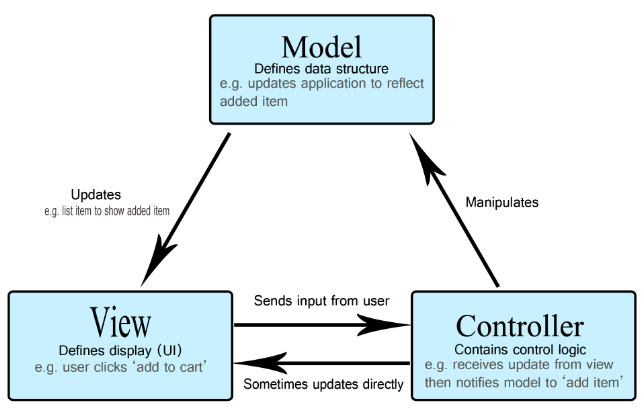 Model
Defines data structure
e.g. updates application to reflect
added item
Updates
e.g. list item to show added item
Manipulates
View
Defines display (UI)
e.g. user clicks ‘add to cart’
Sends input from user
Sometimes updates directly
Controller
Contains control logic
e.g. receives update from view
then notifies model to ‘add item’